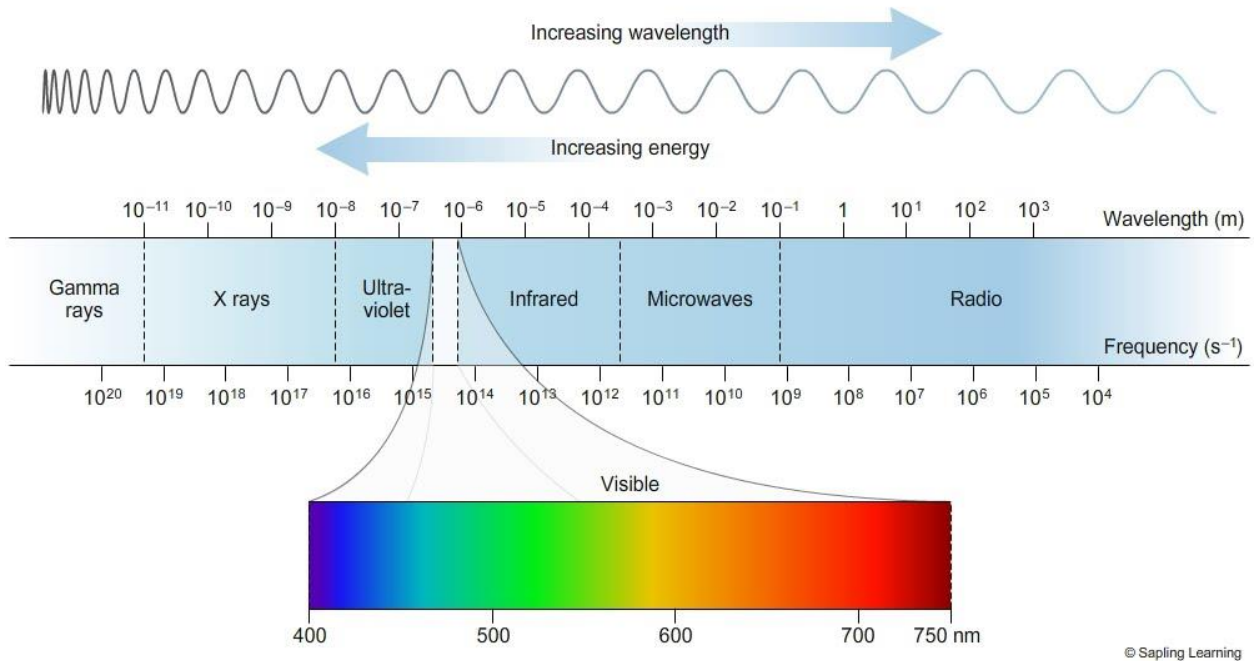 Increasing wavelength
Increasing energy
10⁻¹¹ 10⁻¹⁰ 10⁻⁹ 10⁻⁸ 10⁻⁷ 10⁻⁶ 10⁻⁵ 10⁻⁴ 10⁻³ 10⁻² 10⁻¹ 1 10¹ 10² 10³ Wavelength (m)
Gamma rays X rays Ultra-violet Infrared Microwaves Radio
Frequency (s⁻¹)
10²⁰ 10¹⁹ 10¹⁸ 10¹⁷ 10¹⁶ 10¹⁵ 10¹⁴ 10¹³ 10¹² 10¹¹ 10¹⁰ 10⁹ 10⁸ 10⁷ 10⁶ 10⁵ 10⁴
Visible
400 500 600 700 750 nm
© Sapling Learning